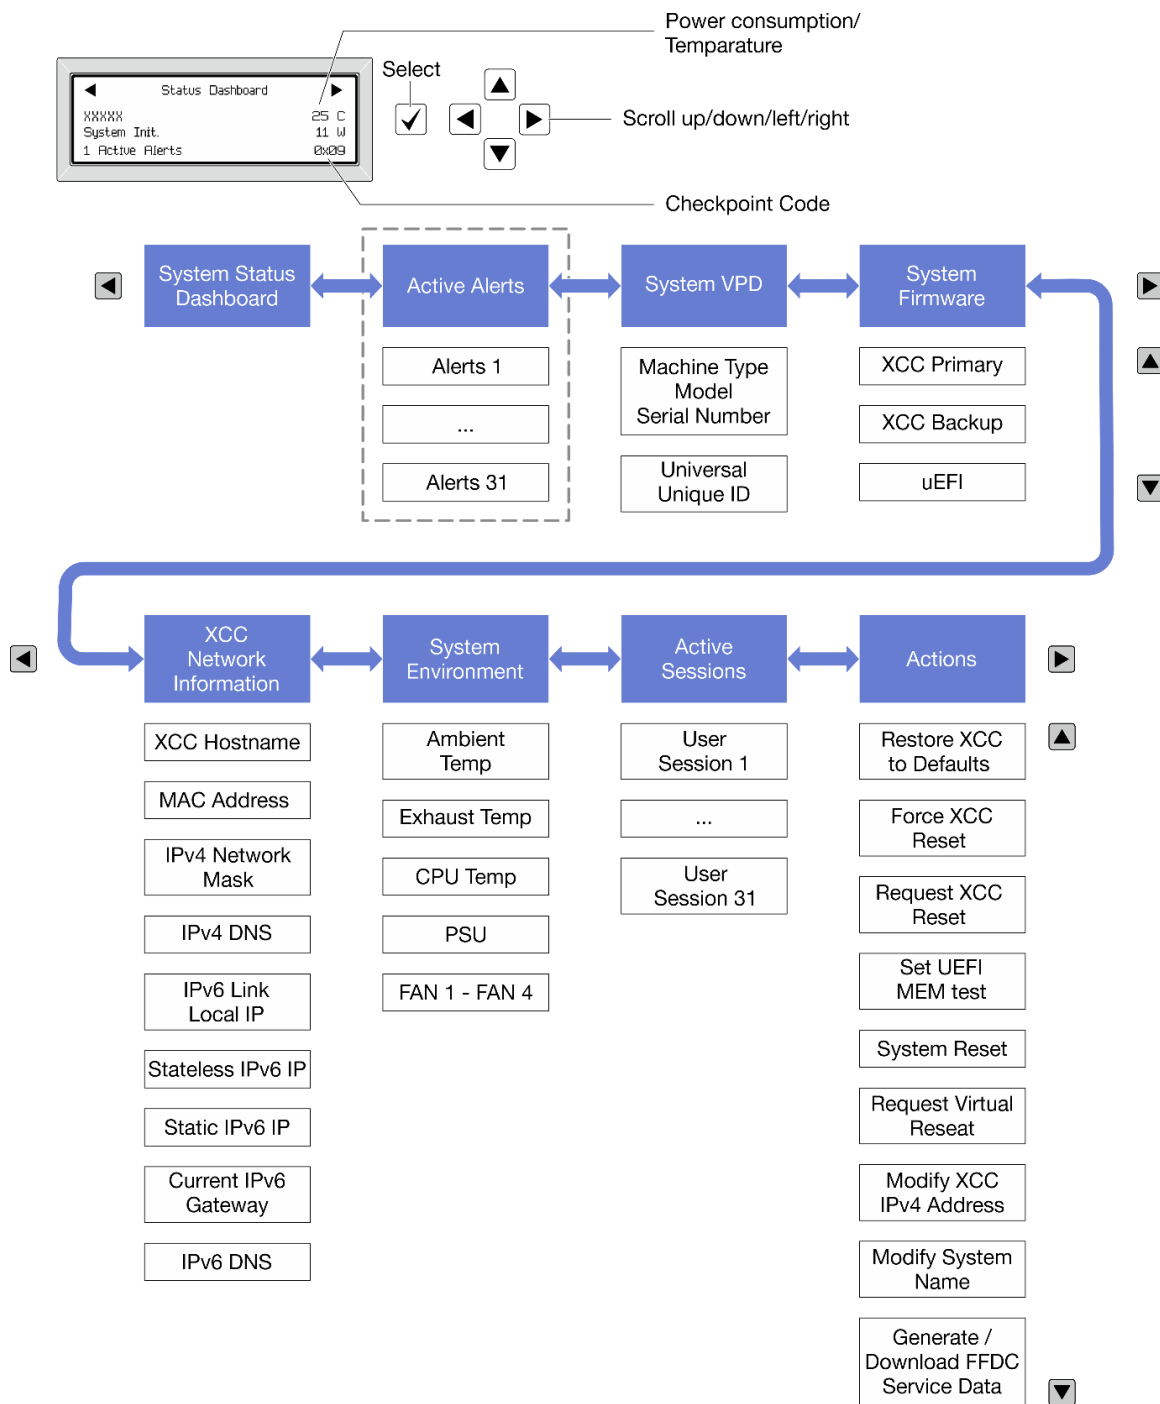 Power consumption/
Temparature
Select
Status Dashboard
XXXXX 25 C
System Init. 11 W
1 Active Alerts 0x09
Scroll up/down/left/right
Checkpoint Code
System Status
Dashboard
Active Alerts
System VPD
System
Firmware
Alerts 1
...
Alerts 31
Machine Type
Model
Serial Number
Universal
Unique ID
XCC Primary
XCC Backup
uEFI
XCC
Network
Information
System
Environment
Active
Sessions
Actions
XCC Hostname
MAC Address
IPv4 Network
Mask
IPv4 DNS
IPv6 Link
Local IP
Stateless IPv6 IP
Static IPv6 IP
Current IPv6
Gateway
IPv6 DNS
Ambient
Temp
Exhaust Temp
CPU Temp
PSU
FAN 1 - FAN 4
User
Session 1
...
User
Session 31
Restore XCC
to Defaults
Force XCC
Reset
Request XCC
Reset
Set UEFI
MEM test
System Reset
Request Virtual
Reseat
Modify XCC
IPv4 Address
Modify System
Name
Generate /
Download FFDC
Service Data